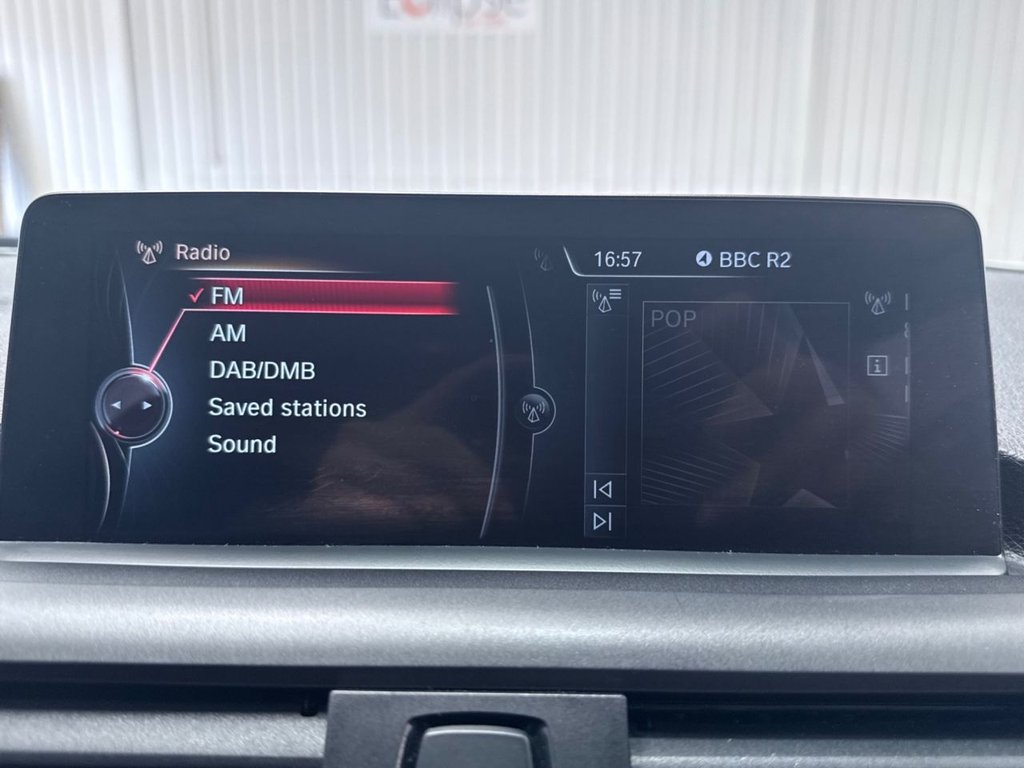 Radio
FM
AM
DAB/DMB
Saved stations
Sound
16:57
BBC R2
POP